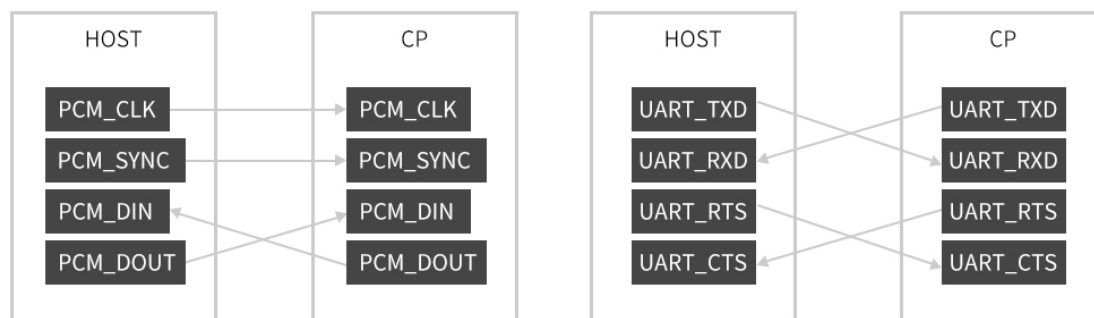 HOST CP HOST CP
PCM_CLK PCM_CLK UART_TXD UART_TXD
PCM_SYNC PCM_SYNC UART_RXD UART_RXD
PCM_DIN PCM_DIN UART_RTS UART_RTS
PCM_DOUT PCM_DOUT UART_CTS UART_CTS